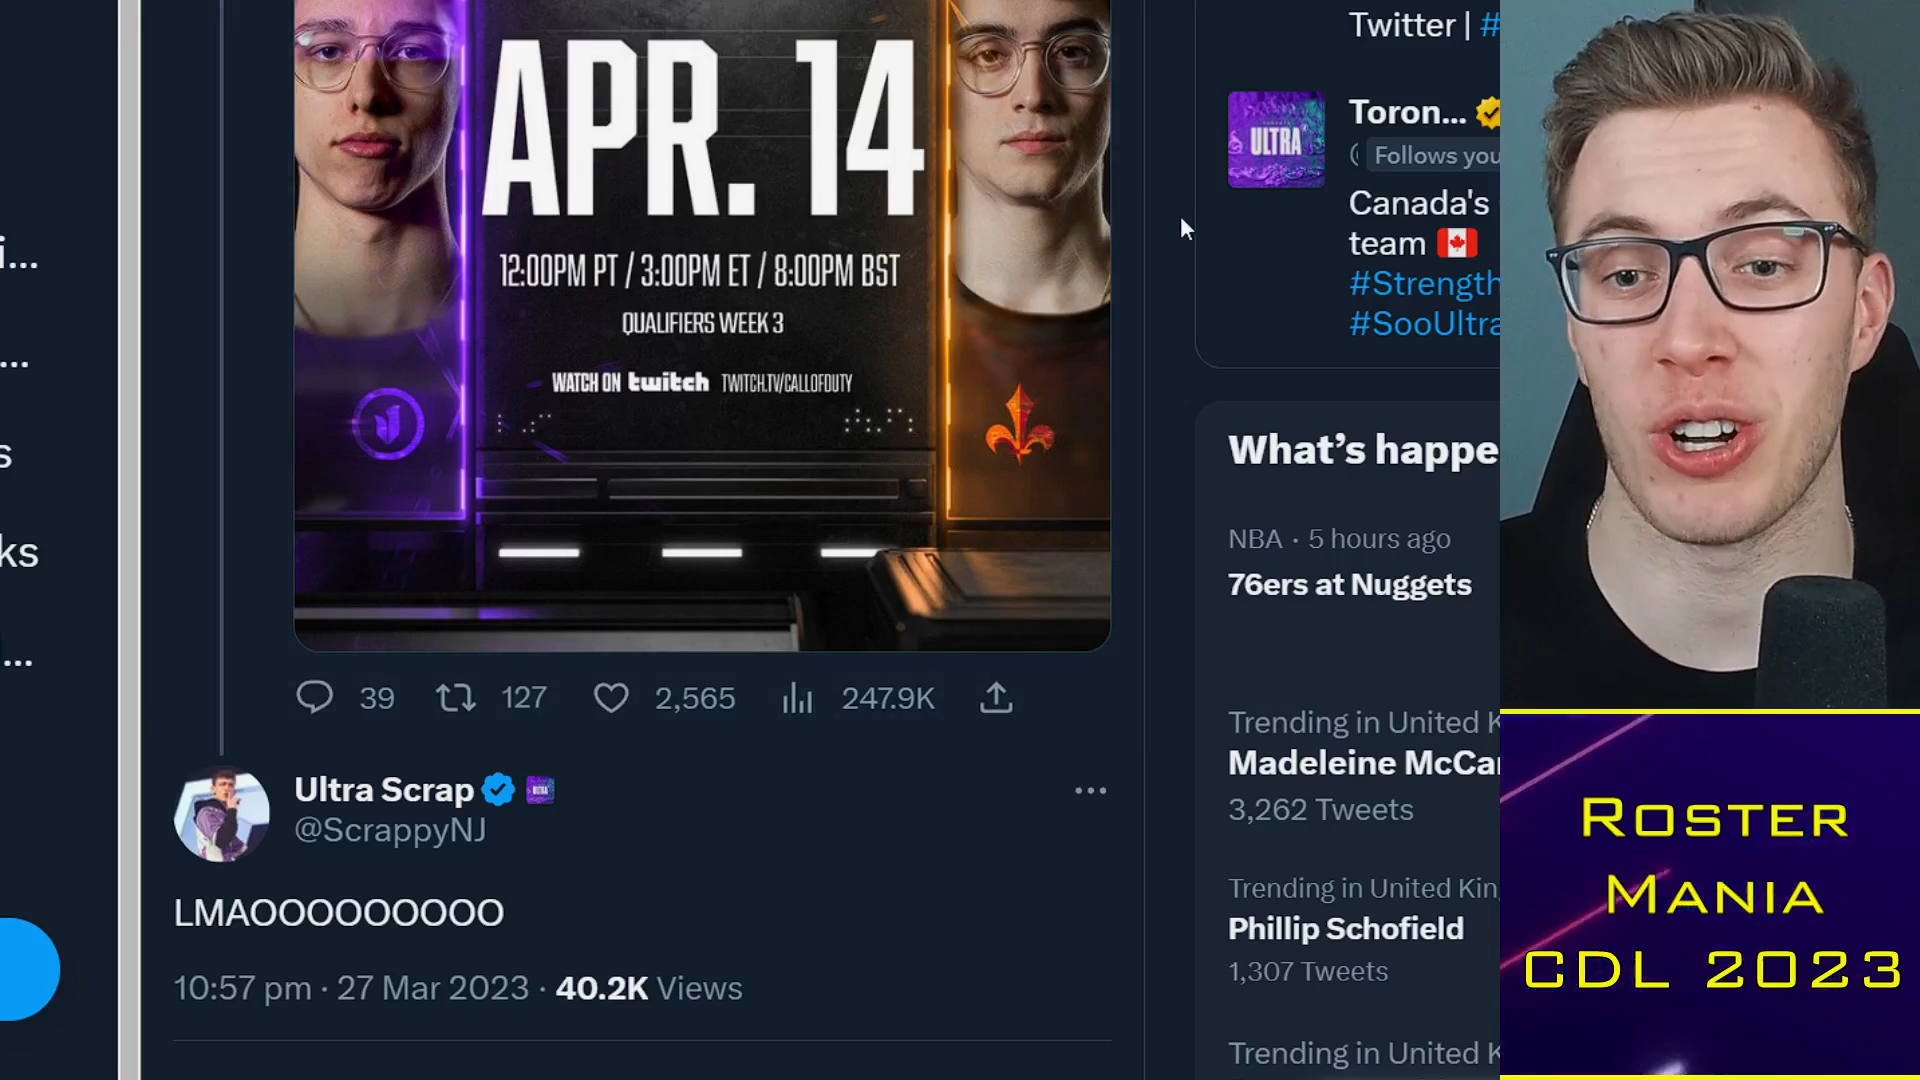 APR. 14
12:00PM PT / 3:00PM ET / 8:00PM BST
QUALIFIERS WEEK 3
WATCH ON twitch TWITCH.TV/CALLOFDUTY
39 127 2,565 247.9K
Ultra Scrap
@ScrappyNJ
LMAOOOOOOOOO
10:57 pm · 27 Mar 2023 · 40.2K Views
i...
...
s
ks
...
Twitter | #
ULTRA
Toron...
Follows you
Canada's
team
#Strength
#SooUltra
What's happe
NBA · 5 hours ago
76ers at Nuggets
Trending in United K
Madeleine McCa
3,262 Tweets
Trending in United Kin
Phillip Schofield
1,307 Tweets
Trending in United K
ROSTER
MANIA
CDL 2023